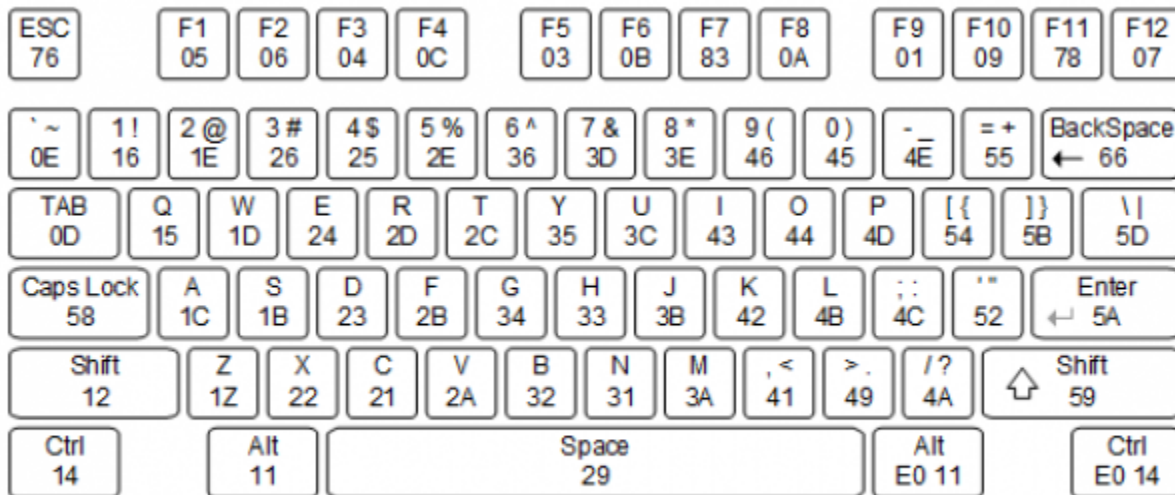 ESC F1 F2 F3 F4 F5 F6 F7 F8 F9 F10 F11 F12
76 05 06 04 0C 03 0B 83 0A 01 09 78 07
` ~ 1 ! 2 @ 3 # 4 $ 5 % 6 ^ 7 & 8 * 9 ( 0 ) - _ = + BackSpace
0E 16 1E 26 25 2E 36 3D 3E 46 45 4E 55 ← 66
TAB Q W E R T Y U I O P [ { ] } \ |
0D 15 1D 24 2D 2C 35 3C 43 44 4D 54 5B 5D
Caps Lock A S D F G H J K L ; : ' " Enter
58 1C 1B 23 2B 34 33 3B 42 4B 4C 52 ↵ 5A
Shift Z X C V B N M , < > . / ? Shift
12 1Z 22 21 2A 32 31 3A 41 49 4A ⇧ 59
Ctrl Alt Space Alt Ctrl
14 11 29 E0 11 E0 14